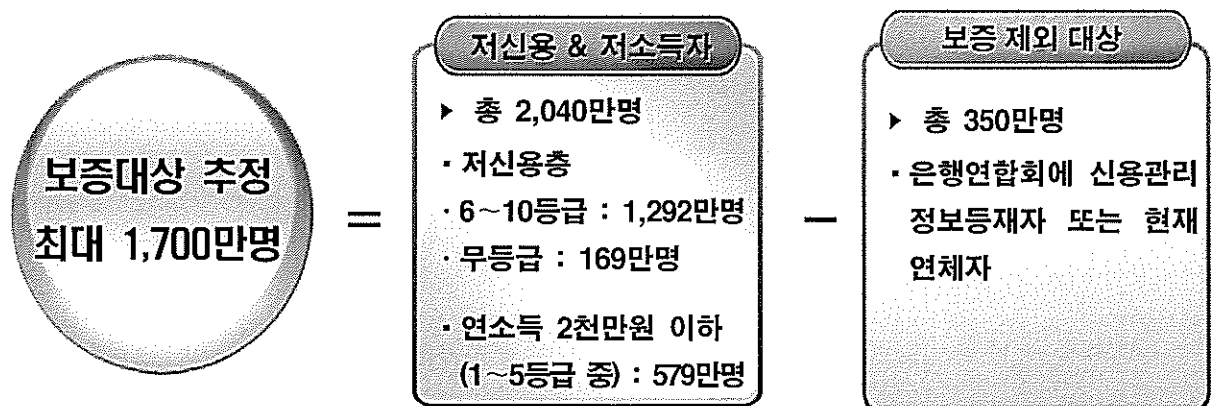 보증대상 추정
최대 1,700만명
=
저신용 & 저소득자
▶ 총 2,040만명
▪ 저신용층
· 6~10등급 : 1,292만명
· 무등급 : 169만명
▪ 연소득 2천만원 이하
(1~5등급 중) : 579만명
−
보증 제외 대상
▶ 총 350만명
▪ 은행연합회에 신용관리
정보등재자 또는 현재
연체자